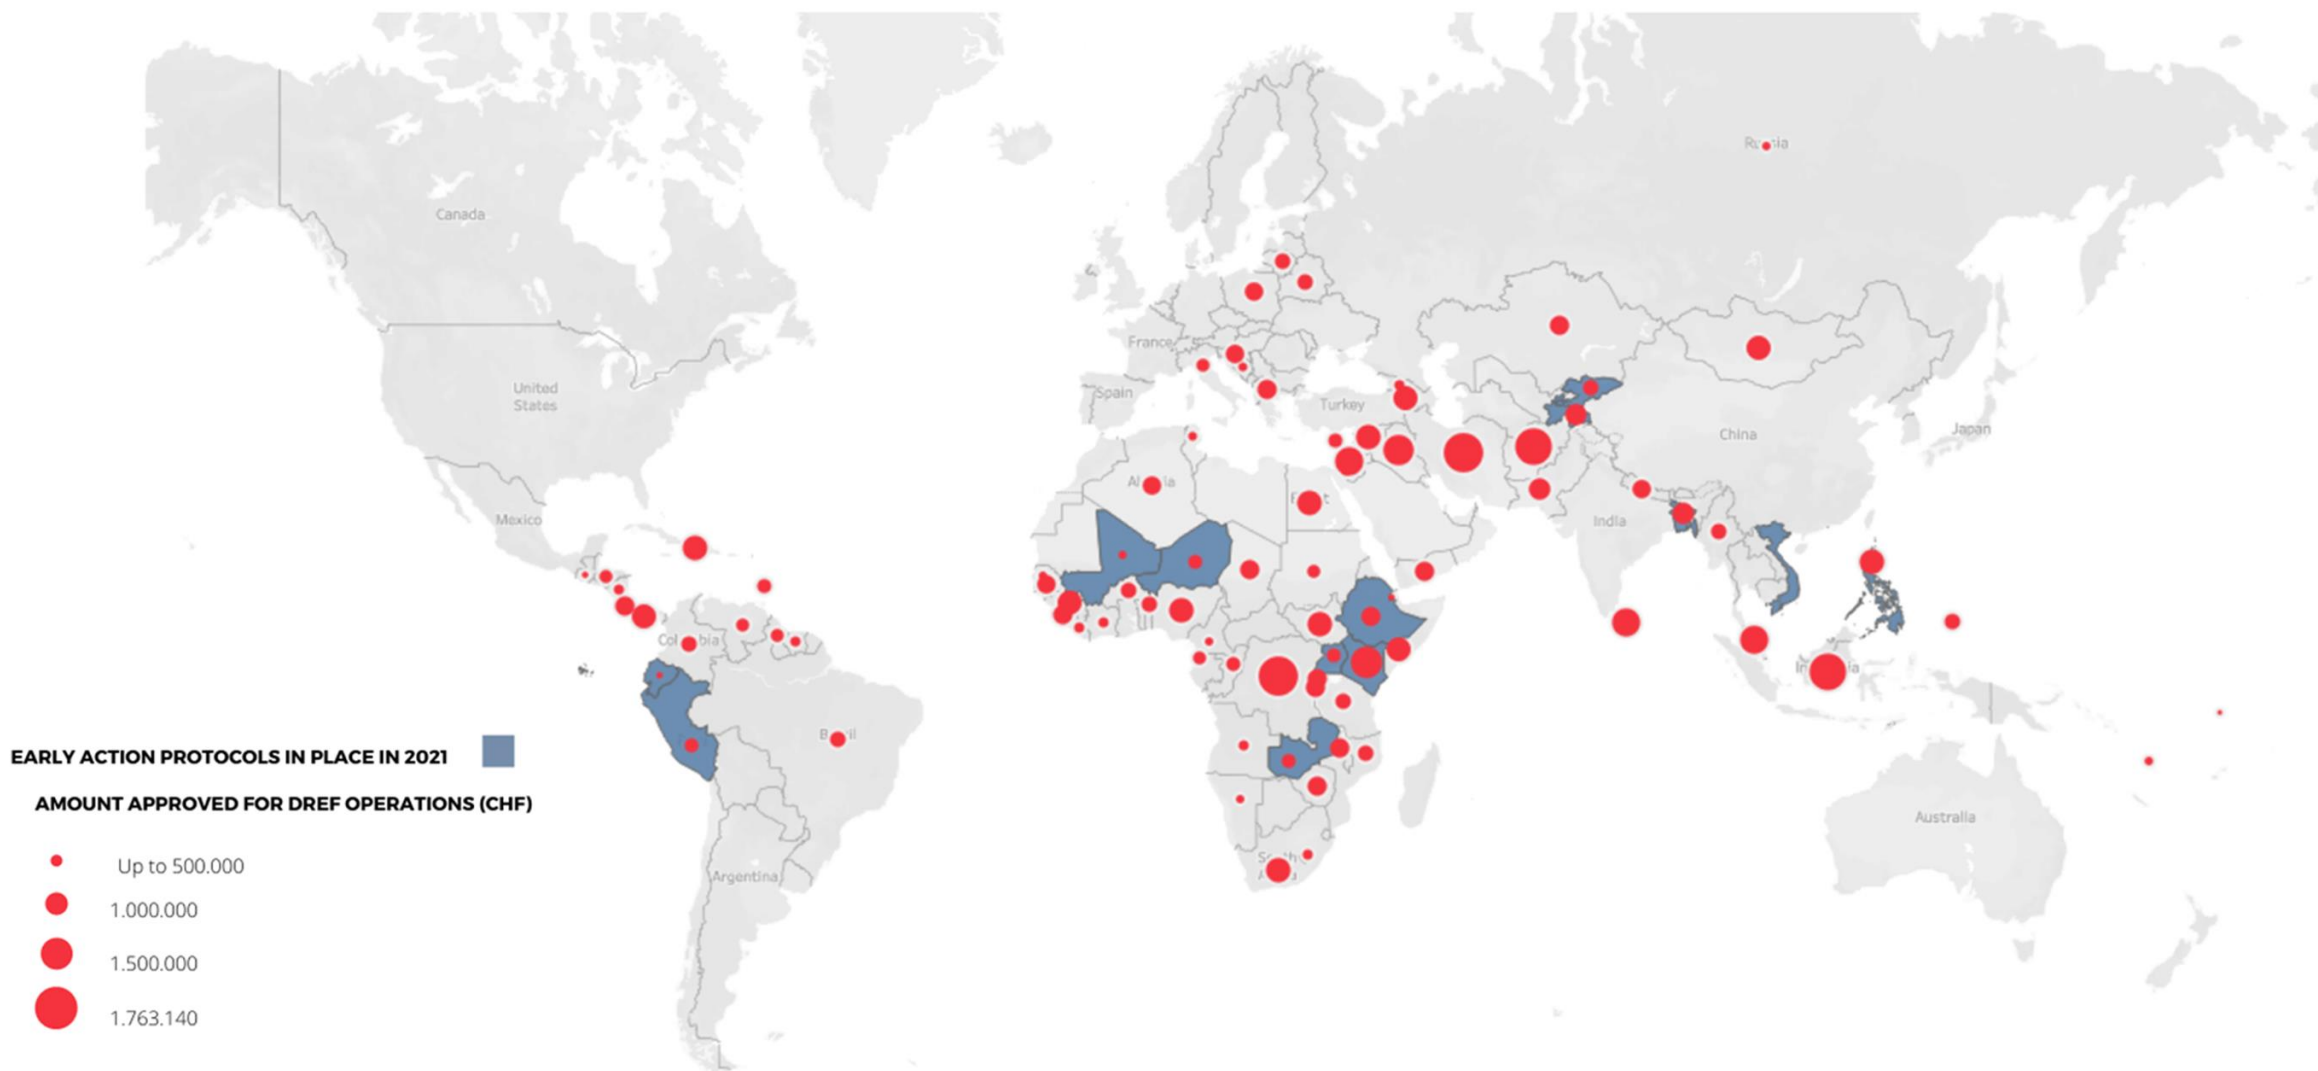 Russia
Canada
France
United
States
Spain
Turkey
China
Japan
Mexico
India
Australia
Argentina
EARLY ACTION PROTOCOLS IN PLACE IN 2021
AMOUNT APPROVED FOR DREF OPERATIONS (CHF)
Up to 500.000
1.000.000
1.500.000
1.763.140